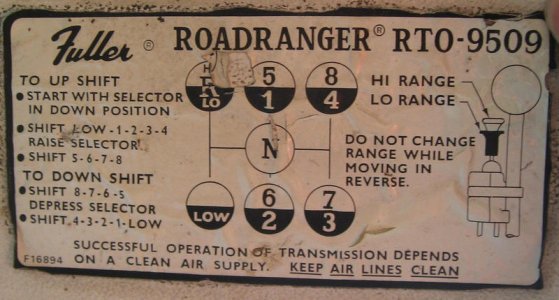 Fuller ® ROADRANGER® RTO-9509
TO UP SHIFT
• START WITH SELECTOR
IN DOWN POSITION
• SHIFT LOW-1-2-3-4
RAISE SELECTOR
• SHIFT 5-6-7-8
TO DOWN SHIFT
• SHIFT 8-7-6-5
DEPRESS SELECTOR
• SHIFT 4-3-2-1-LOW
LO
5
1
8
4
N
LOW
6
2
7
3
HI RANGE
LO RANGE
DO NOT CHANGE
RANGE WHILE
MOVING IN
REVERSE.
SUCCESSFUL OPERATION OF TRANSMISSION DEPENDS
F16894 ON A CLEAN AIR SUPPLY. KEEP AIR LINES CLEAN